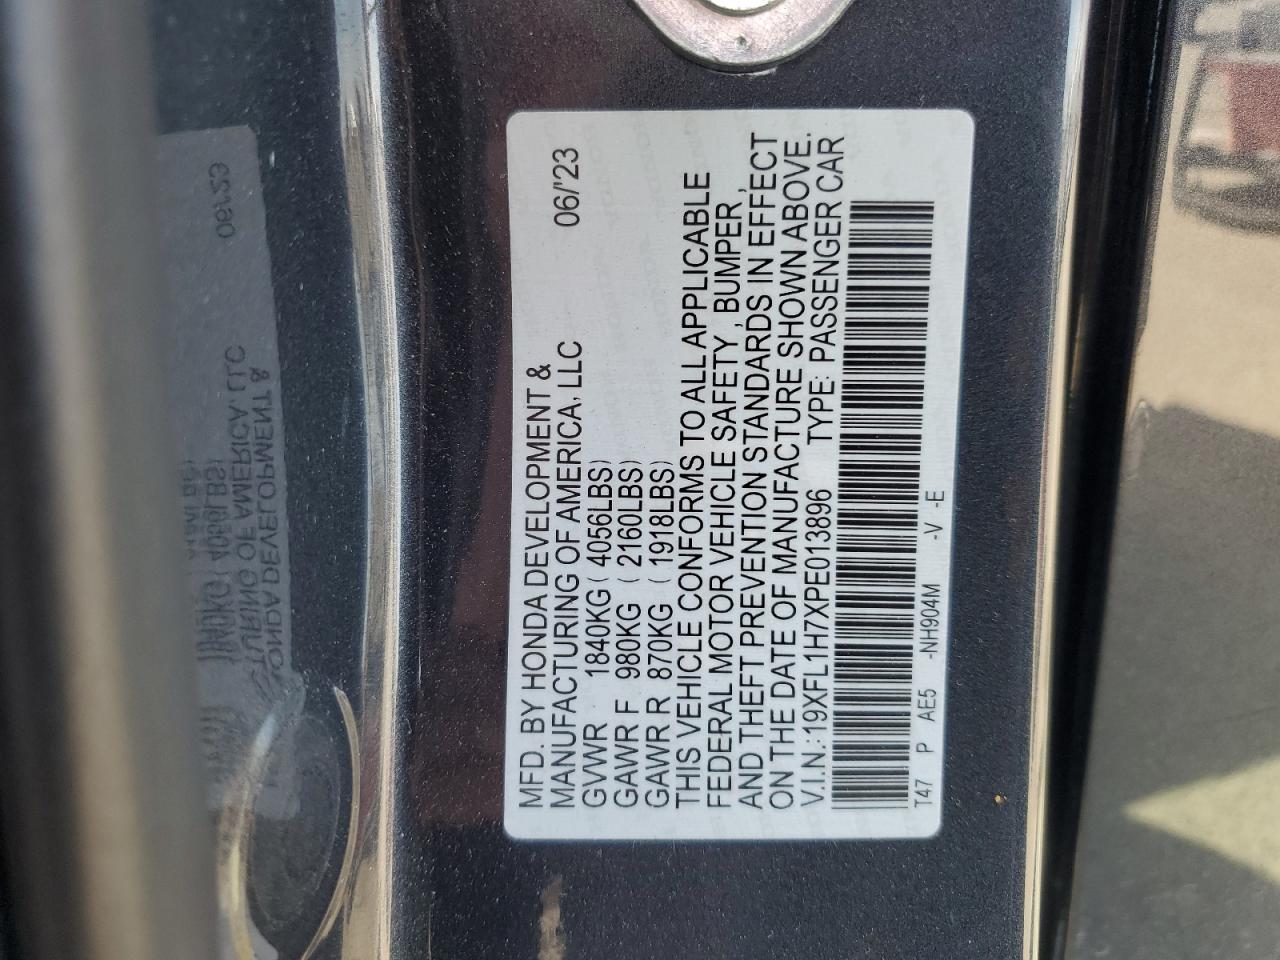 MFD. BY HONDA DEVELOPMENT &
MANUFACTURING OF AMERICA, LLC 06/'23
GVWR 1840KG ( 4056LBS)
GAWR F 980KG ( 2160LBS)
GAWR R 870KG ( 1918LBS)
THIS VEHICLE CONFORMS TO ALL APPLICABLE
FEDERAL MOTOR VEHICLE SAFETY, BUMPER,
AND THEFT PREVENTION STANDARDS IN EFFECT
ON THE DATE OF MANUFACTURE SHOWN ABOVE.
V.I.N.: 19XFL1H7XPE013896 TYPE: PASSENGER CAR
T47 P AE5 -NH904M -V -E